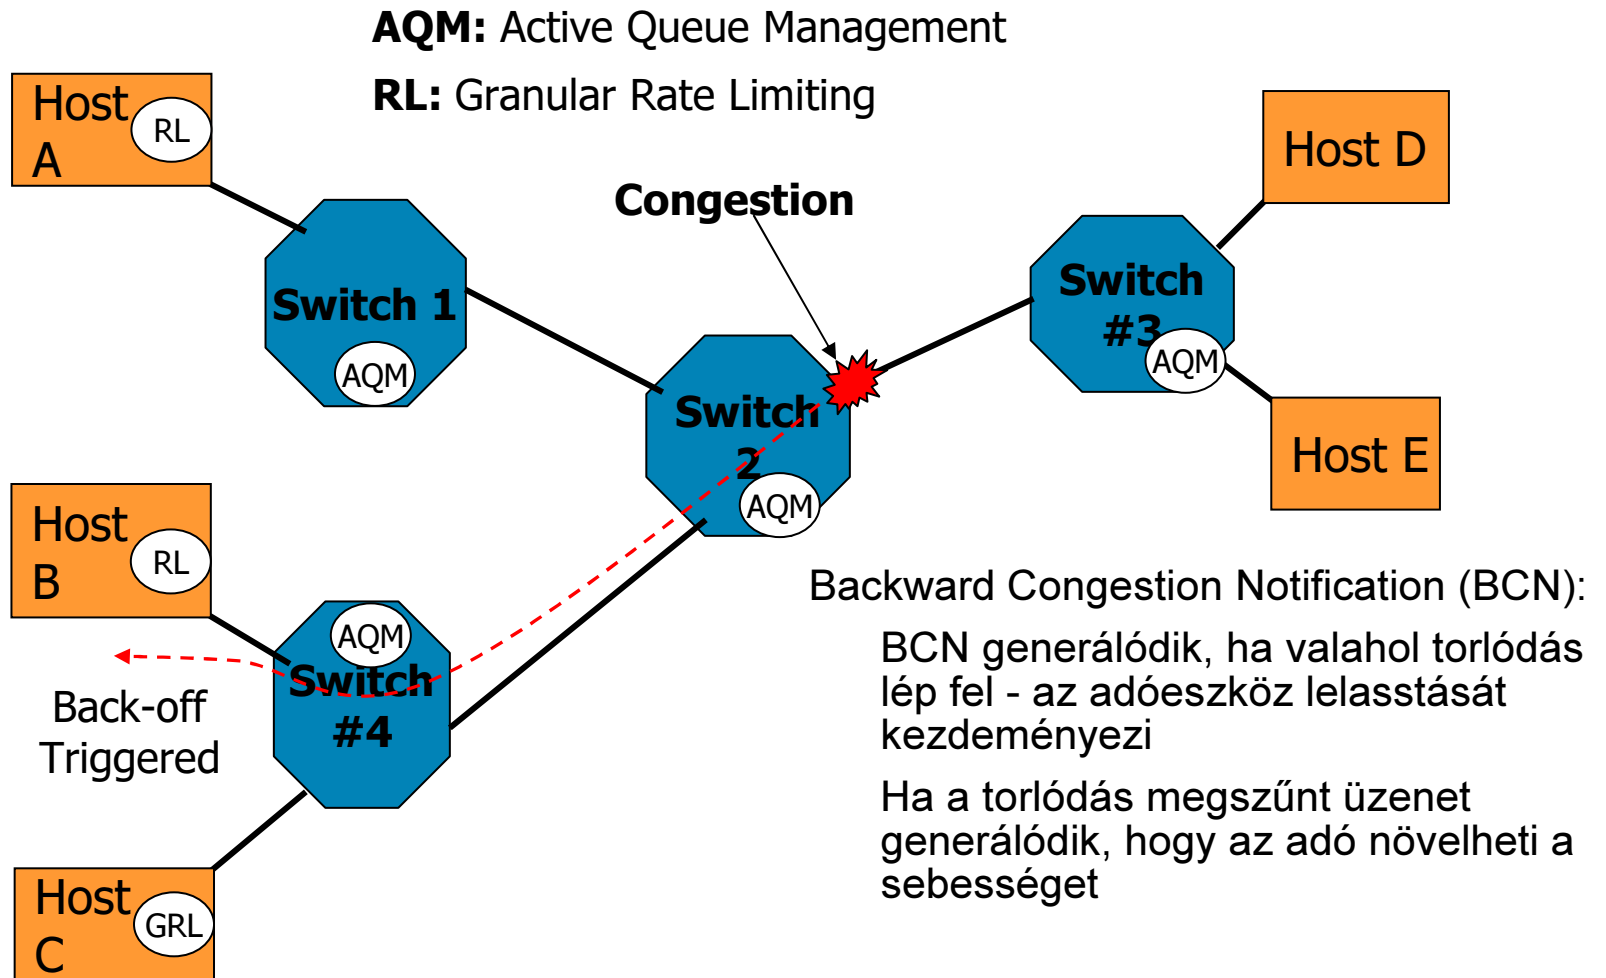 AQM: Active Queue Management
RL: Granular Rate Limiting
Host
A
RL
Host D
Congestion
Switch 1
AQM
Switch
#3
AQM
Switch
2
AQM
Host E
Host
B
RL
AQM
Switch
#4
Back-off
Triggered
Host
C
GRL
Backward Congestion Notification (BCN):
BCN generálódik, ha valahol torlódás
lép fel - az adóeszköz lelasstását
kezdeményezi
Ha a torlódás megszűnt üzenet
generálódik, hogy az adó növelheti a
sebességet